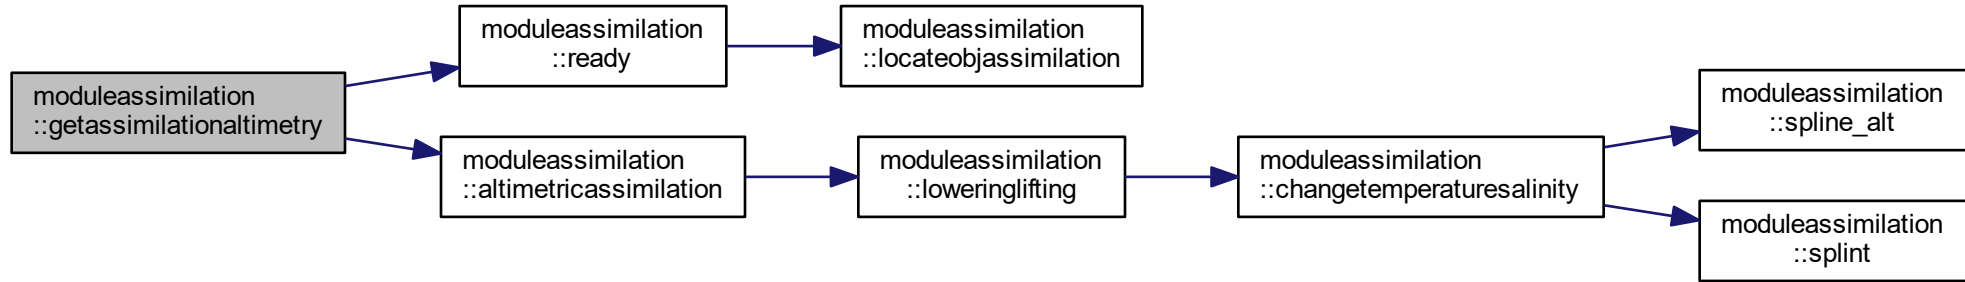 moduleassimilation
::getassimilationaltimetry
moduleassimilation
::ready
moduleassimilation
::locateobjassimilation
moduleassimilation
::altimetricassimilation
moduleassimilation
::loweringlifting
moduleassimilation
::changetemperaturesalinity
moduleassimilation
::spline_alt
moduleassimilation
::splint